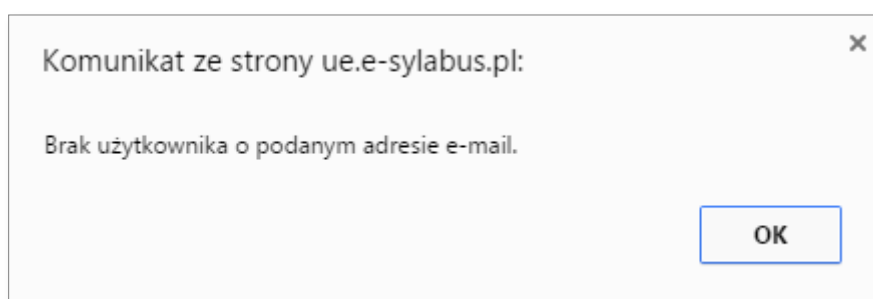 Komunikat ze strony ue.e-sylabus.pl:
Brak użytkownika o podanym adresie e-mail.
OK